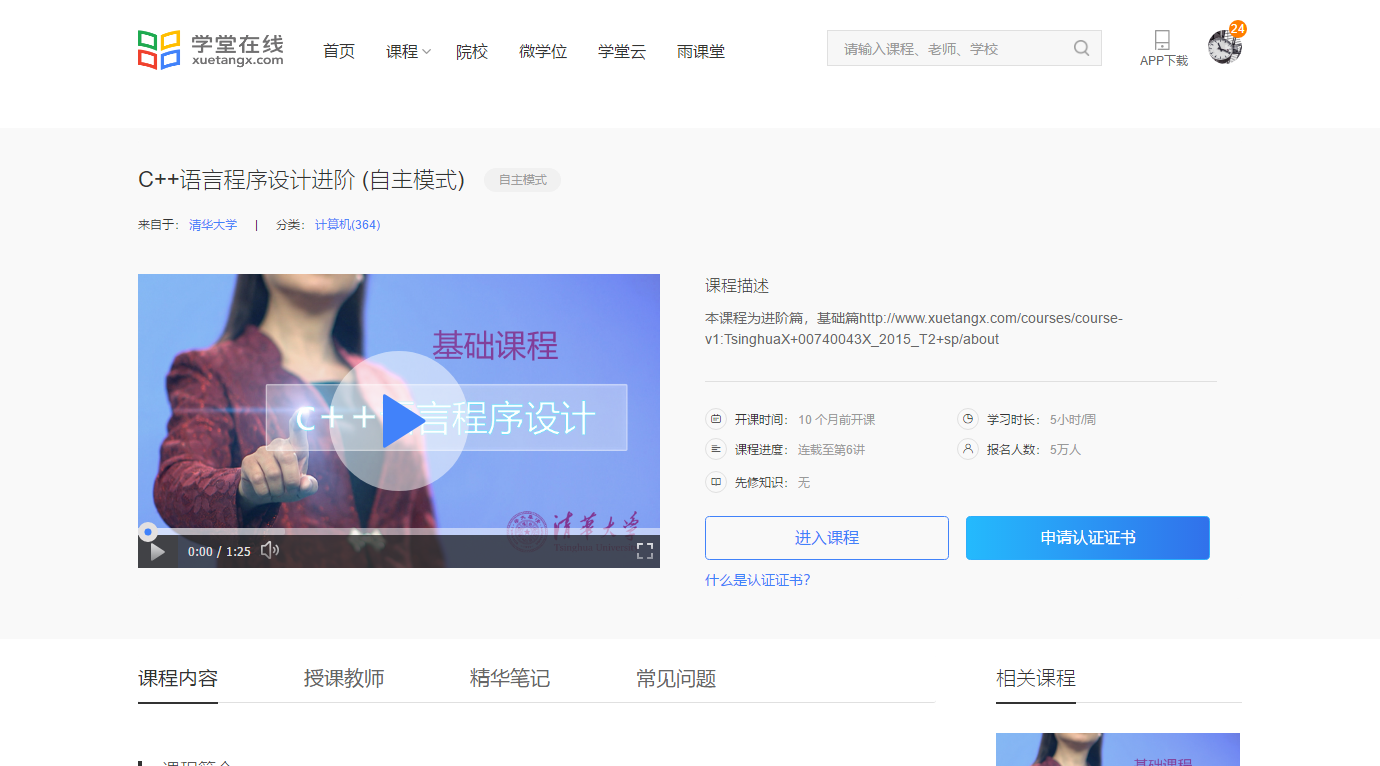 学堂在线
xuetangx.com
首页 课程 院校 微学位 学堂云 雨课堂
请输入课程、老师、学校
APP下载
24
C++语言程序设计进阶 (自主模式) 自主模式
来自于: 清华大学 | 分类: 计算机(364)
基础课程
C++语言程序设计
清华大学
Tsinghua University
0:00 / 1:25
课程描述
本课程为进阶篇，基础篇http://www.xuetangx.com/courses/course-
v1:TsinghuaX+00740043X_2015_T2+sp/about
开课时间: 10 个月前开课 学习时长: 5小时/周
课程进度: 连载至第6讲 报名人数: 5万人
先修知识: 无
进入课程 申请认证证书
什么是认证证书?
课程内容 授课教师 精华笔记 常见问题
相关课程
课程简介
基础课程